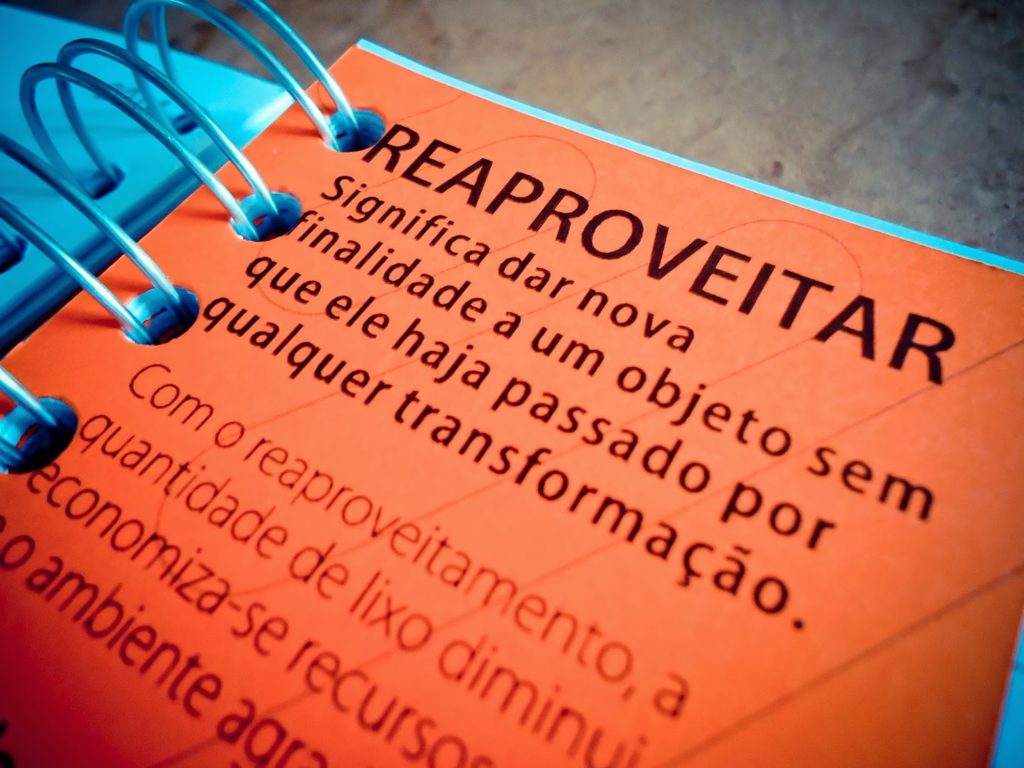 REAPROVEITAR
Significa dar nova
finalidade a um objeto sem
que ele haja passado por
qualquer transformação.
Com o reaproveitamento, a
quantidade de lixo diminui
economiza-se recursos
o ambiente